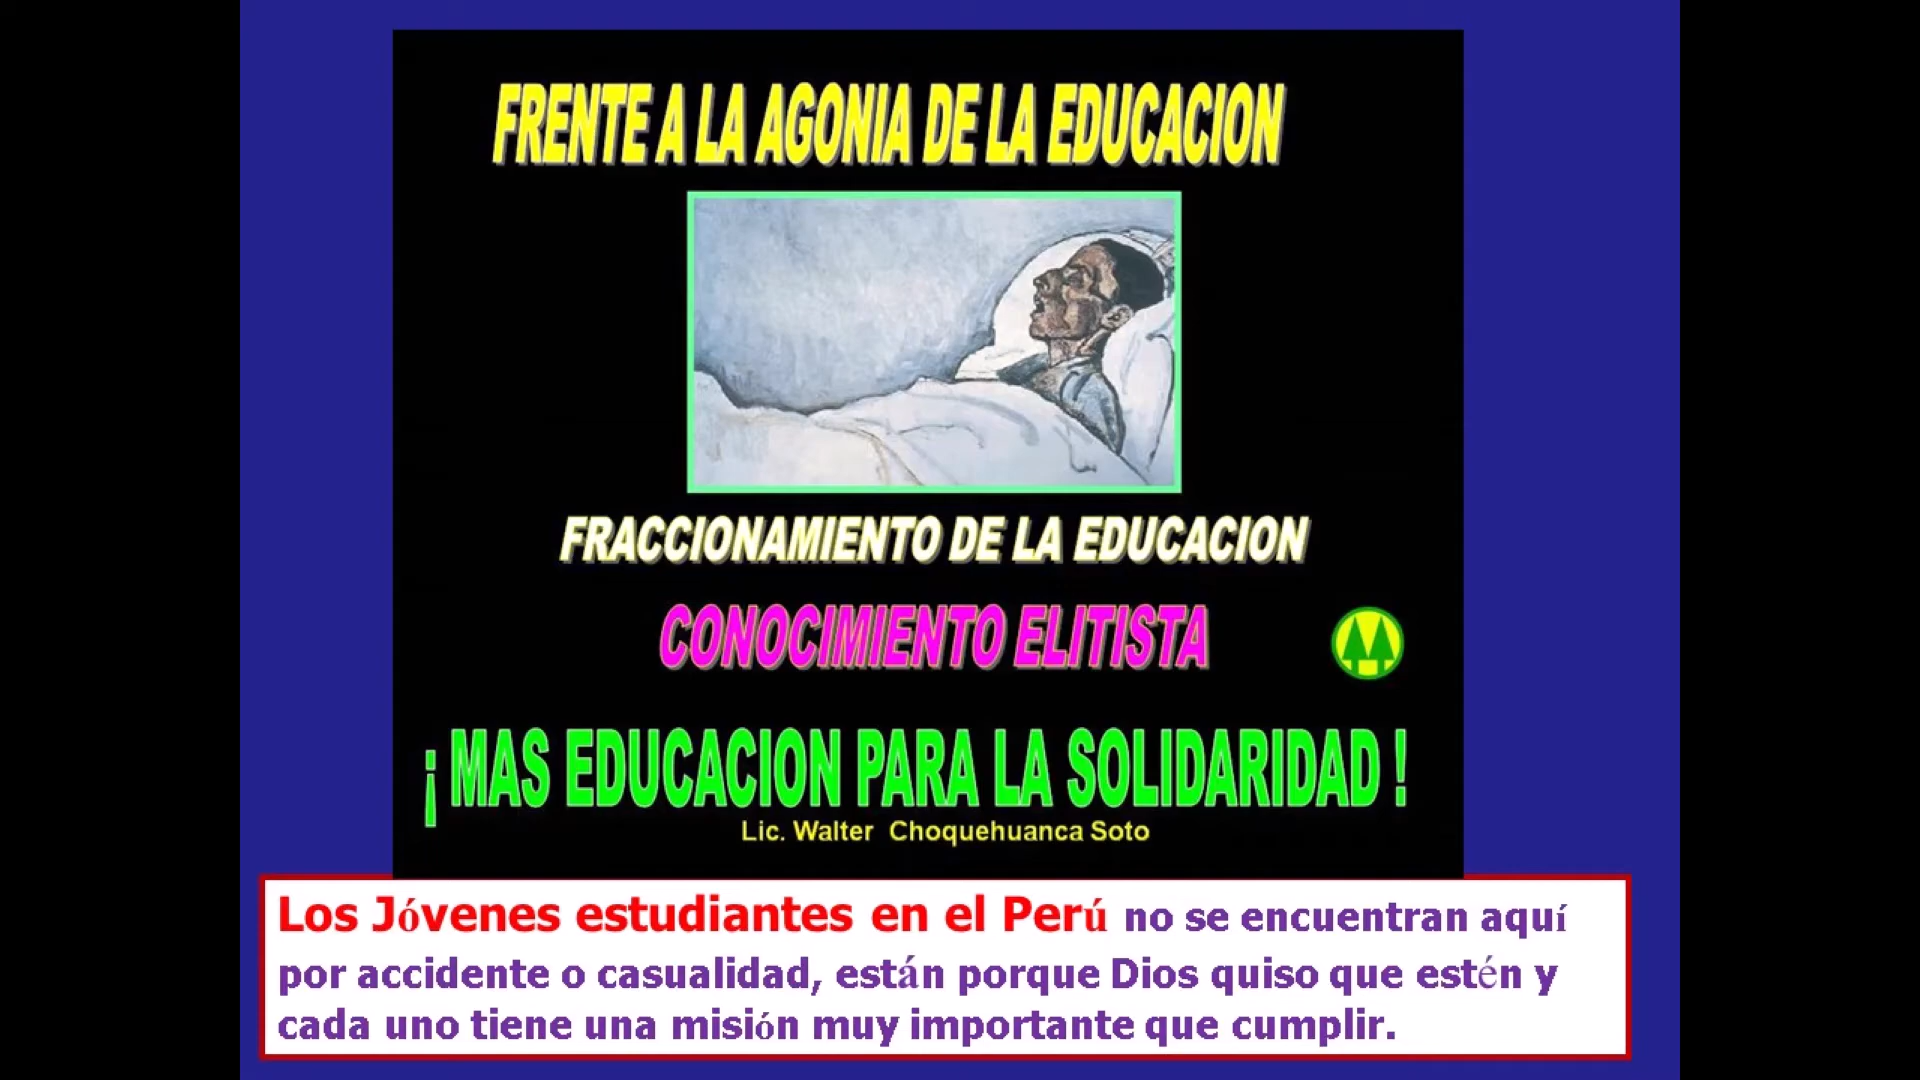 FRENTE A LA AGONIA DE LA EDUCACION
FRACCIONAMIENTO DE LA EDUCACION
CONOCIMIENTO ELITISTA
¡ MAS EDUCACION PARA LA SOLIDARIDAD !
Lic. Walter Choquehuanca Soto
Los Jóvenes estudiantes en el Perú no se encuentran aquí
por accidente o casualidad, están porque Dios quiso que estén y
cada uno tiene una misión muy importante que cumplir.